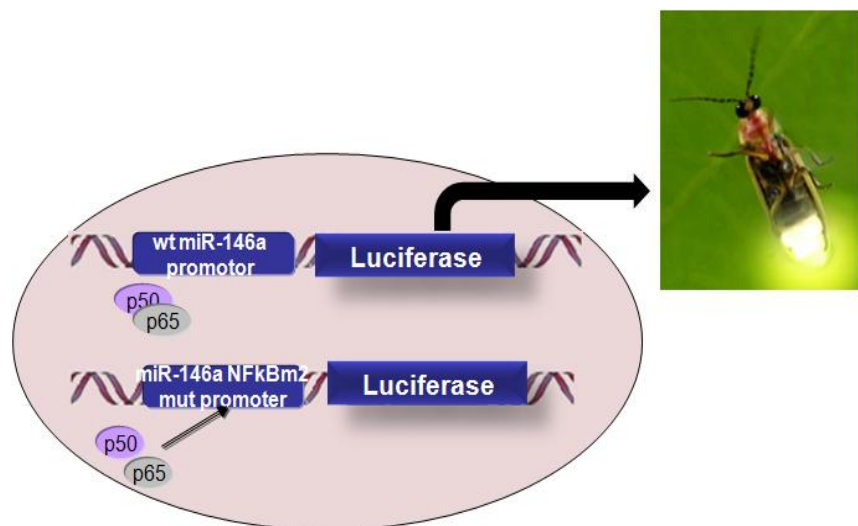 wt miR-146a
promotor
Luciferase
p50
p65
miR-146a NFkBm2
mut promoter
Luciferase
p50
p65